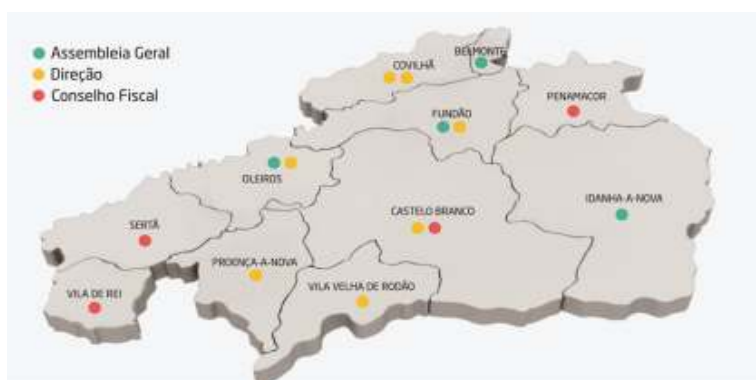 Assembleia Geral
Direção
Conselho Fiscal
BELMONTE
COVILHÃ
PENAMACOR
FUNDÃO
OLEIROS
IDANHA-A-NOVA
CASTELO BRANCO
SERTÃ
PROENÇA-A-NOVA
VILA VELHA DE RODÃO
VILA DE REI